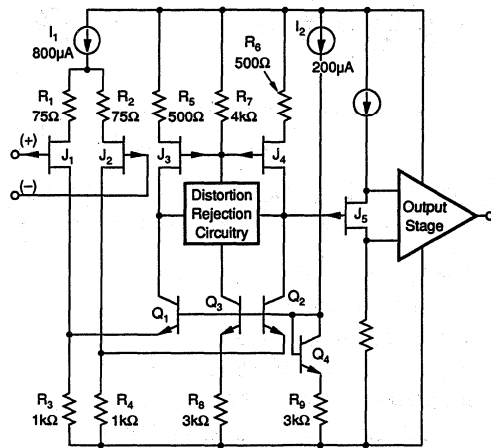 I1
800µA
I2
200µA
R6
500Ω
R1
75Ω
R2
75Ω
R5
500Ω
R7
4kΩ
(+)
J1
J2
J3
J4
(−)
Distortion
Rejection
Circuitry
J5
Output
Stage
Q1
Q3
Q2
Q4
R3
1kΩ
R4
1kΩ
R8
3kΩ
R9
3kΩ